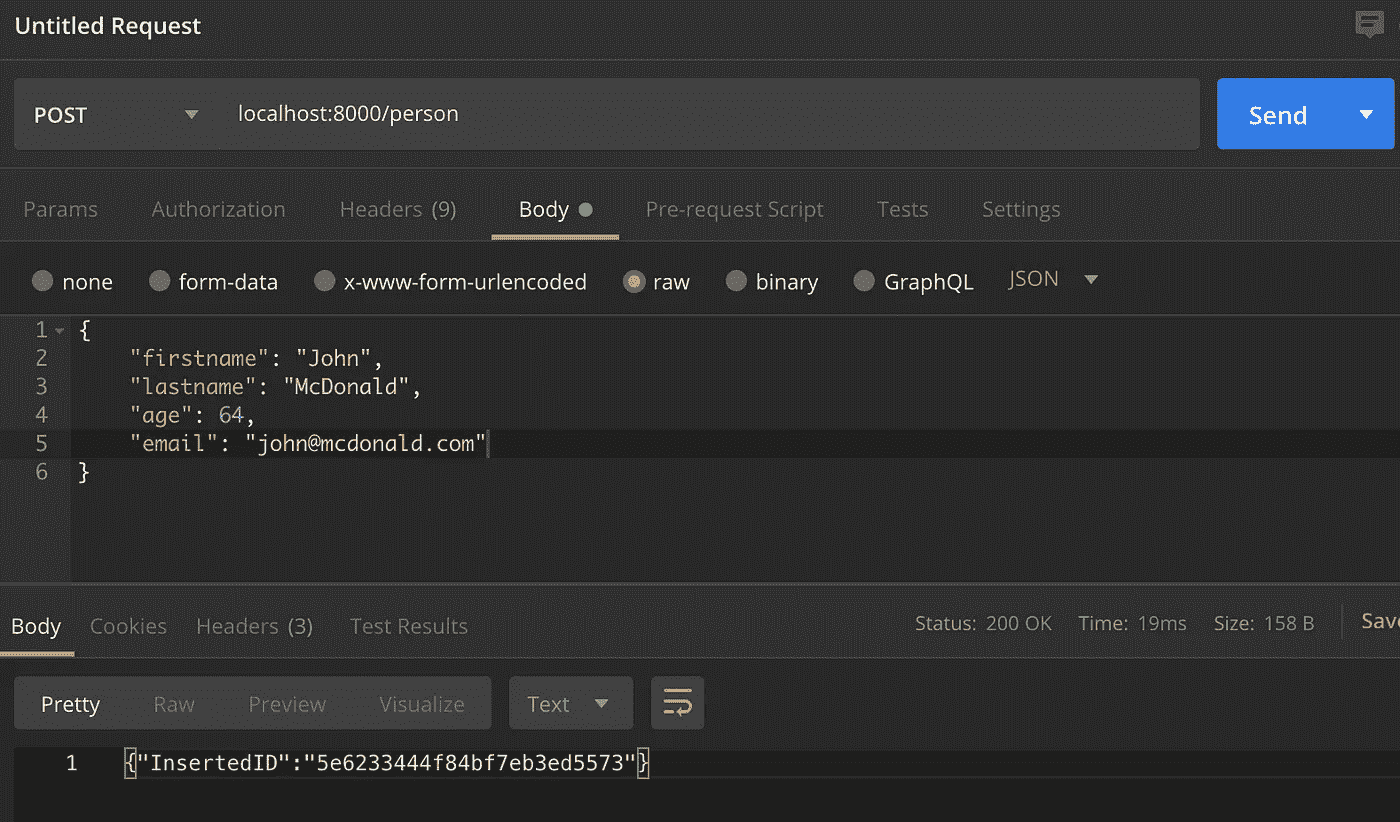 Untitled Request
POST localhost:8000/person Send
Params Authorization Headers (9) Body Pre-request Script Tests Settings
none form-data x-www-form-urlencoded raw binary GraphQL JSON
1 {
2 "firstname": "John",
3 "lastname": "McDonald",
4 "age": 64,
5 "email": "john@mcdonald.com"
6 }
Body Cookies Headers (3) Test Results Status: 200 OK Time: 19ms Size: 158 B Save
Pretty Raw Preview Visualize Text
1 {"InsertedID":"5e6233444f84bf7eb3ed5573"}